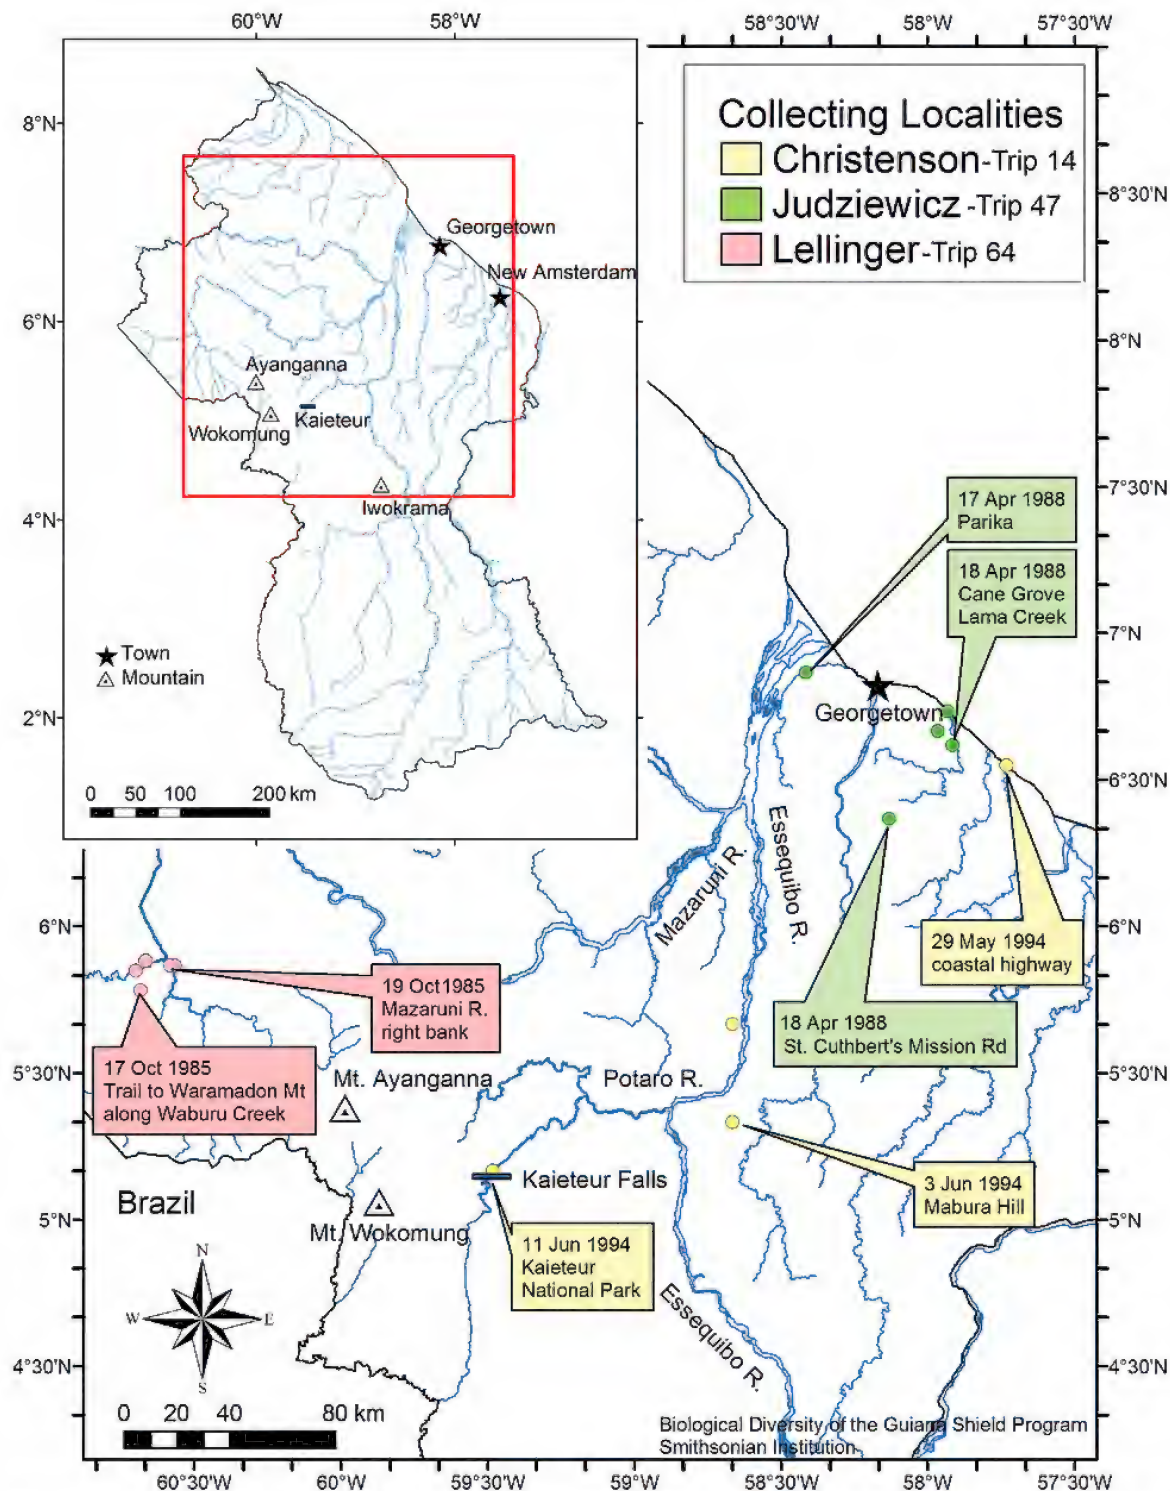 60°W
58°W
58°30'W
58°W
57°30'W
8°N
6°N
4°N
2°N
Georgetown
New Amsterdam
Ayanganna
Kaieteur
Wokomung
Iwokrama
Town
Mountain
0 50 100 200 km
Collecting Localities
Christenson-Trip 14
Judziewicz -Trip 47
Lellinger-Trip 64
8°30'N
8°N
7°30'N
7°N
6°30'N
6°N
5°30'N
5°N
4°30'N
17 Apr 1988
Parika
18 Apr 1988
Cane Grove
Lama Creek
Georgetown
Essequibo R.
Mazaruni R.
29 May 1994
coastal highway
18 Apr 1988
St. Cuthbert's Mission Rd
19 Oct1985
Mazaruni R.
right bank
17 Oct 1985
Trail to Waramadon Mt
along Waburu Creek
Mt. Ayanganna
Potaro R.
3 Jun 1994
Mabura Hill
Kaieteur Falls
Brazil
Mt. Wokomung
11 Jun 1994
Kaieteur
National Park
Essequibo R.
N
W
E
S
0 20 40 80 km
Biological Diversity of the Guiana Shield Program
Smithsonian Institution
6°N
5°30'N
5°N
4°30'N
60°30'W
60°W
59°30'W
59°W
58°30'W
58°W
57°30'W